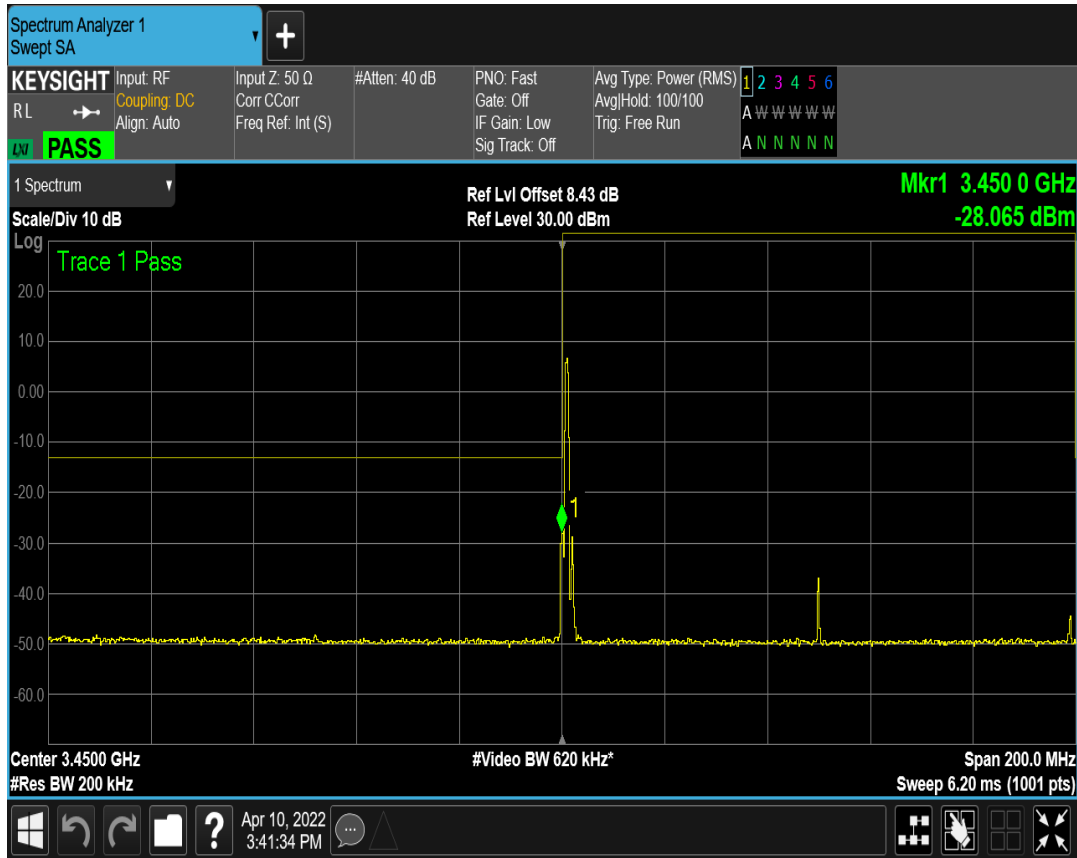 Spectrum Analyzer 1
Swept SA
KEYSIGHT
R L
LXI
PASS
Input: RF
Coupling: DC
Align: Auto
Input Z: 50 Ω
Corr CCorr
Freq Ref: Int (S)
#Atten: 40 dB
PNO: Fast
Gate: Off
IF Gain: Low
Sig Track: Off
Avg Type: Power (RMS)
Avg|Hold: 100/100
Trig: Free Run
1 2 3 4 5 6
A W W W W W
A N N N N N
1 Spectrum
Scale/Div 10 dB
Ref Lvl Offset 8.43 dB
Ref Level 30.00 dBm
Mkr1 3.450 0 GHz
-28.065 dBm
Log
Trace 1 Pass
20.0
10.0
0.00
-10.0
-20.0
1
-30.0
-40.0
-50.0
-60.0
Center 3.4500 GHz
#Video BW 620 kHz*
Span 200.0 MHz
#Res BW 200 kHz
Sweep 6.20 ms (1001 pts)
?
Apr 10, 2022
3:41:34 PM